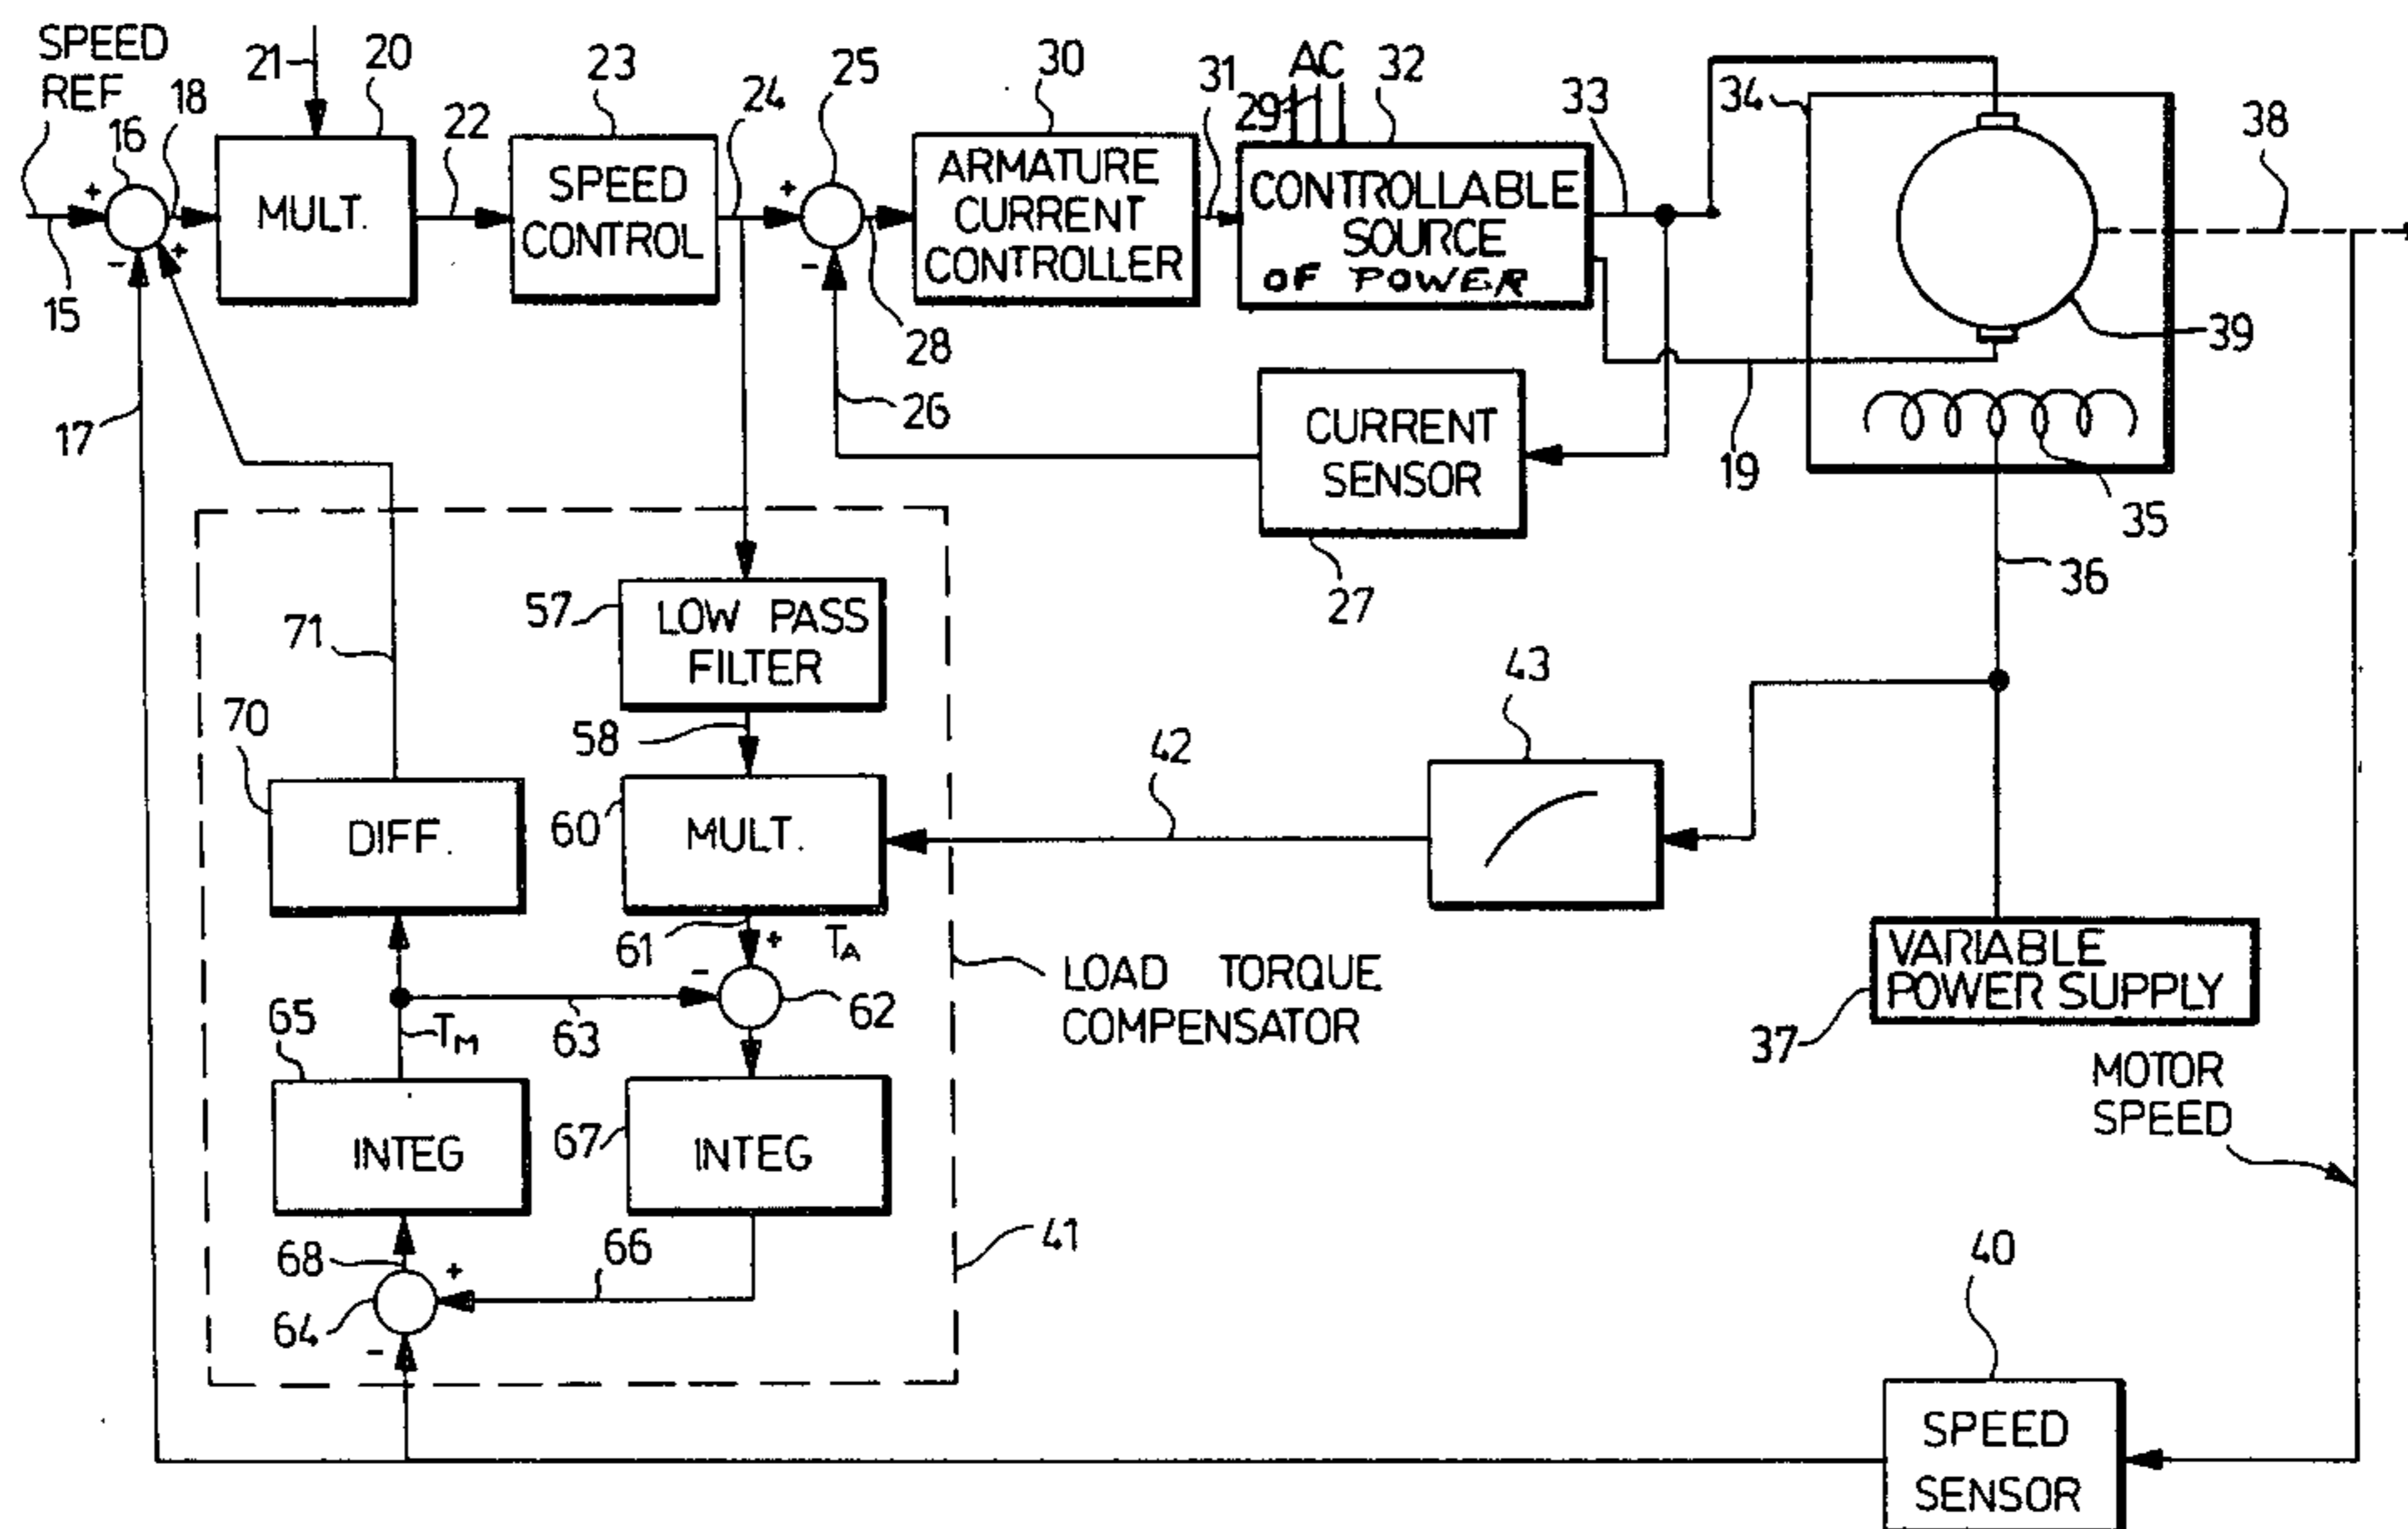 SPEED
REF
21
20
23
24
25
30
31
AC
29
32
33
34
38
16
18
22
+
+
-
15
MULT.
SPEED
CONTROL
+
-
ARMATURE
CURRENT
CONTROLLER
CONTROLLABLE
SOURCE
OF POWER
28
39
17
26
CURRENT
SENSOR
19
35
27
36
57
LOW PASS
FILTER
71
58
43
70
42
DIFF.
60
MULT.
61
+
TA
-
62
LOAD TORQUE
COMPENSATOR
VARIABLE
POWER SUPPLY
37
65
TM
63
MOTOR
SPEED
INTEG
67
INTEG
68
+
66
41
64
-
40
SPEED
SENSOR